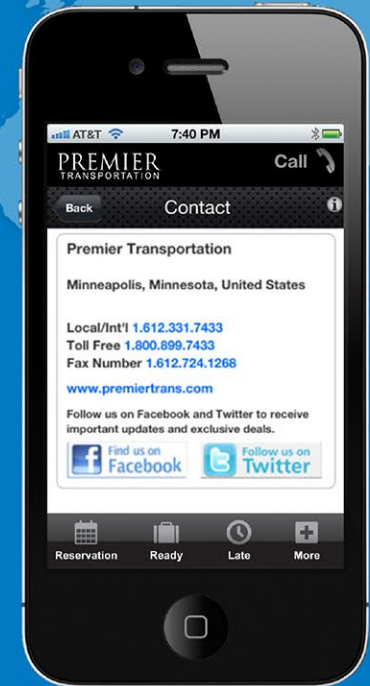 AT&T 7:40 PM
PREMIER
TRANSPORTATION
Call
Back
Contact
Premier Transportation
Minneapolis, Minnesota, United States
Local/Int'l 1.612.331.7433
Toll Free 1.800.899.7433
Fax Number 1.612.724.1268
www.premiertrans.com
Follow us on Facebook and Twitter to receive
important updates and exclusive deals.
Find us on
Facebook
Follow us on
Twitter
Reservation Ready Late More